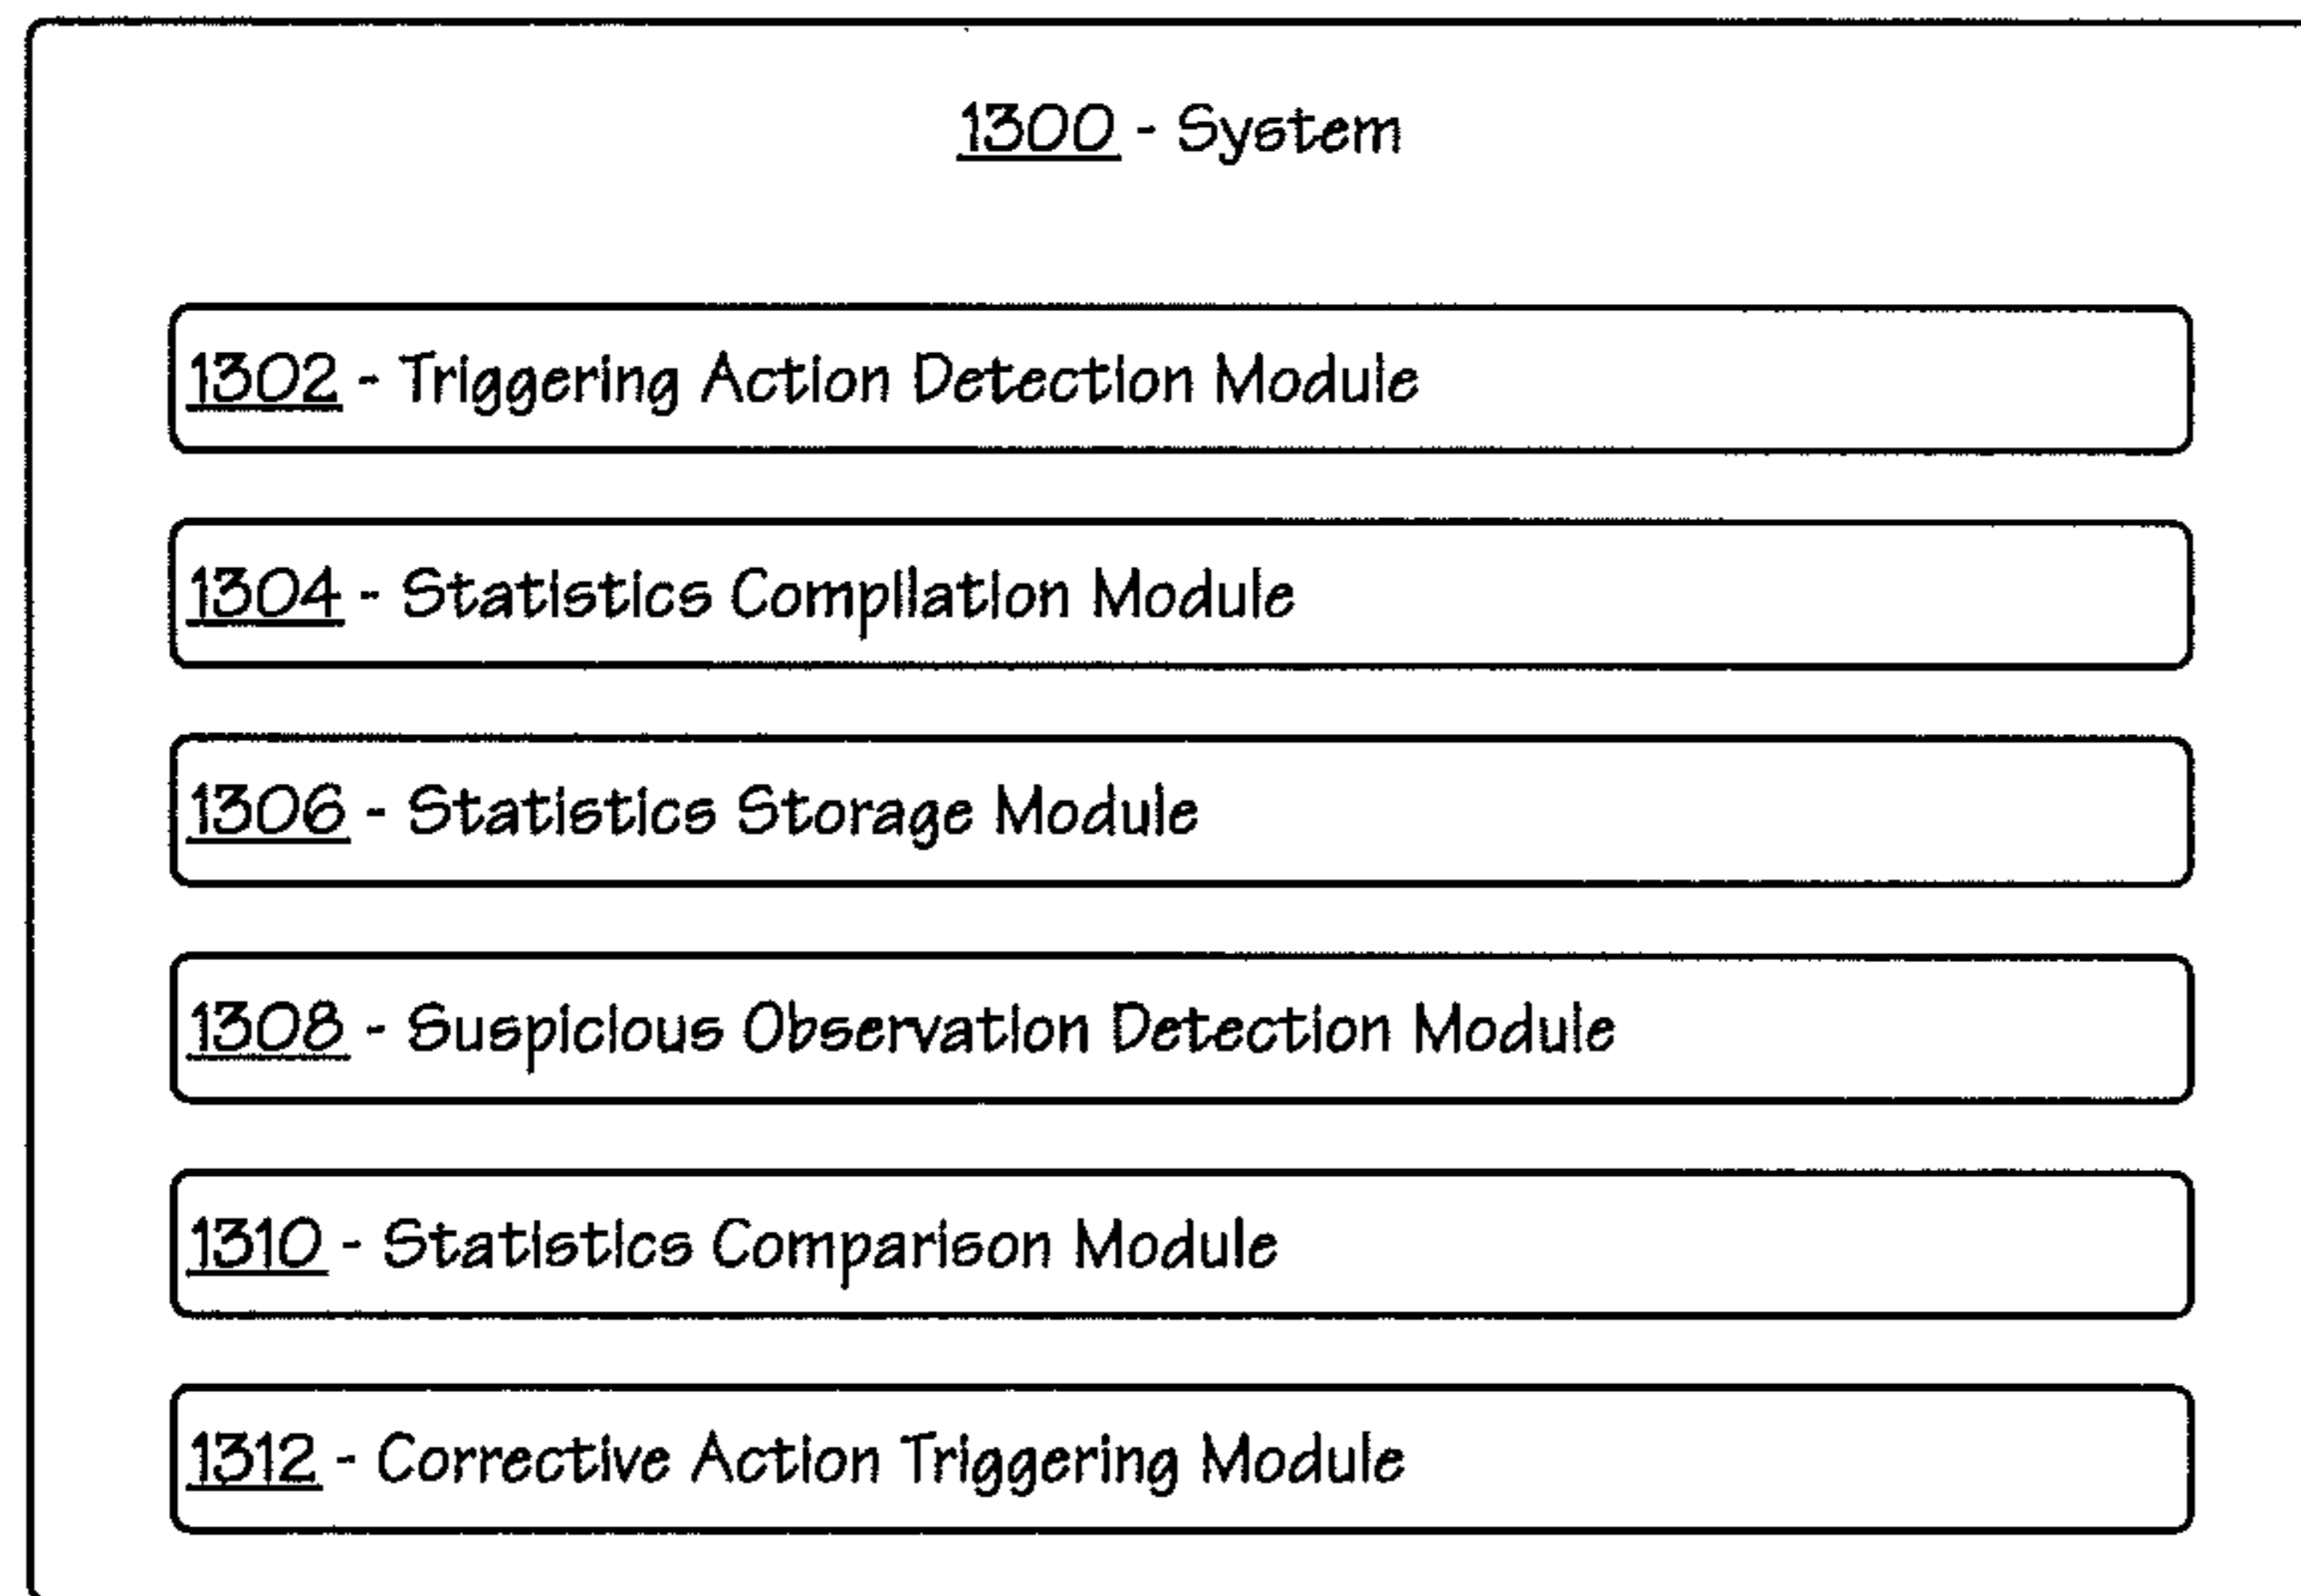 1300 - System
1302 - Triggering Action Detection Module
1304 - Statistics Compilation Module
1306 - Statistics Storage Module
1308 - Suspicious Observation Detection Module
1310 - Statistics Comparison Module
1312 - Corrective Action Triggering Module